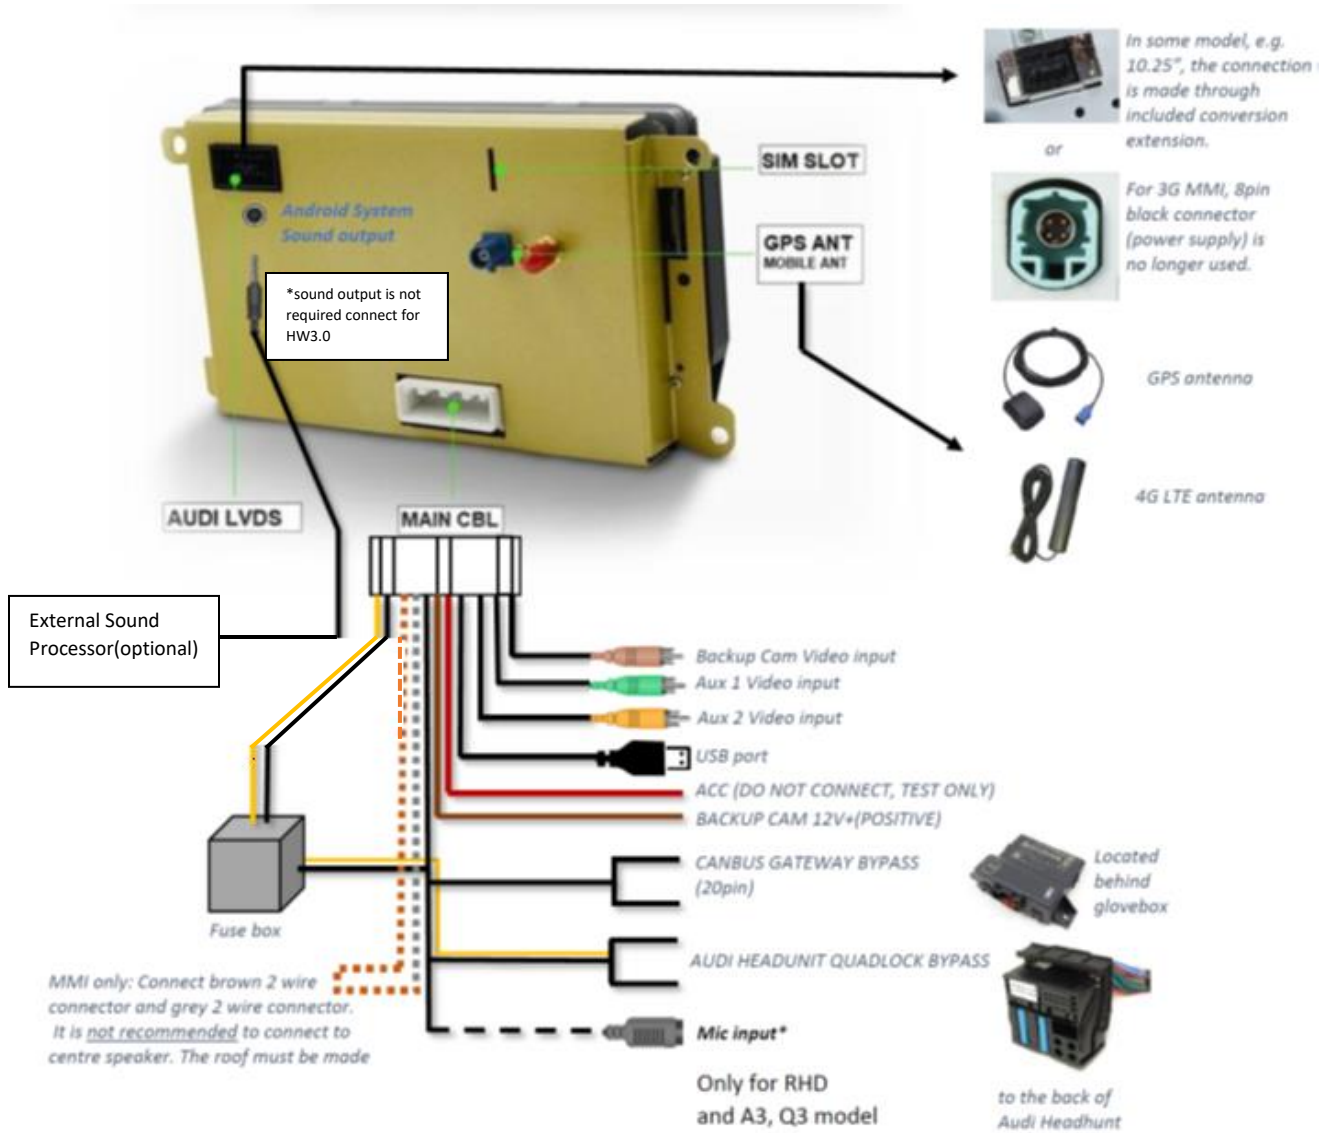 In some model, e.g.
10.25", the connection
is made through
included conversion
extension.
or
For 3G MMI, 8pin
black connector
(power supply) is
no longer used.
SIM SLOT
Android System
Sound output
GPS ANT
MOBILE ANT
*sound output is not
required connect for
HW3.0
GPS antenna
4G LTE antenna
AUDI LVDS
MAIN CBL
External Sound
Processor(optional)
Backup Cam Video input
Aux 1 Video input
Aux 2 Video input
USB port
ACC (DO NOT CONNECT, TEST ONLY)
BACKUP CAM 12V+(POSITIVE)
CANBUS GATEWAY BYPASS
(20pin)
Located
behind
glovebox
Fuse box
AUDI HEADUNIT QUADLOCK BYPASS
MMI only: Connect brown 2 wire
connector and grey 2 wire connector.
It is not recommended to connect to
centre speaker. The roof must be made
Mic input*
Only for RHD
and A3, Q3 model
to the back of
Audi Headhunt